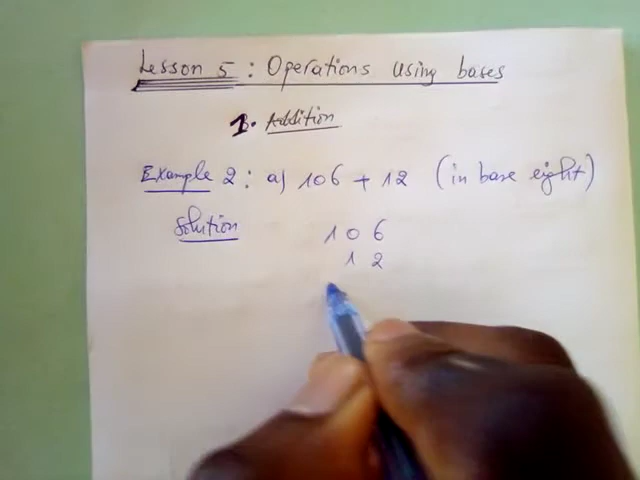 Lesson 5 : Operations using bases
1. Addition
Example 2 : a) 106 + 12 (in base eight)
Solution
1 0 6
1 2